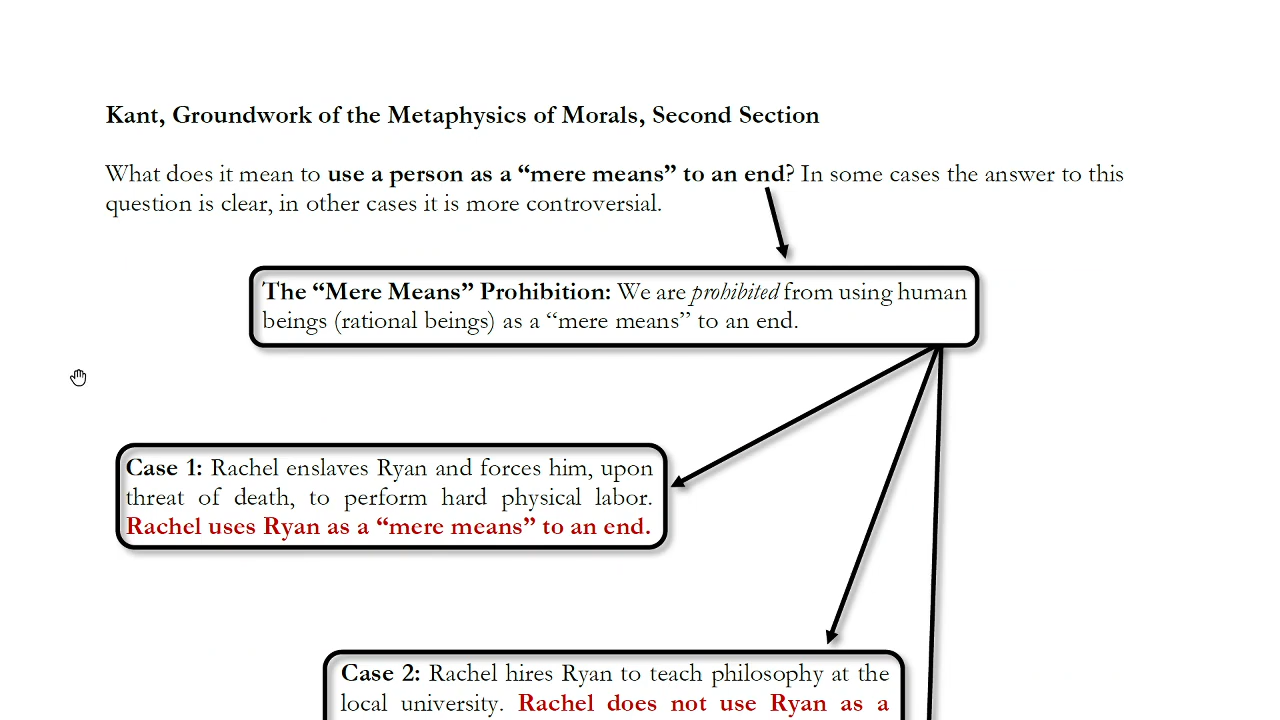 Kant, Groundwork of the Metaphysics of Morals, Second Section
What does it mean to use a person as a “mere means” to an end? In some cases the answer to this
question is clear, in other cases it is more controversial.
The “Mere Means” Prohibition: We are prohibited from using human
beings (rational beings) as a “mere means” to an end.
Case 1: Rachel enslaves Ryan and forces him, upon
threat of death, to perform hard physical labor.
Rachel uses Ryan as a “mere means” to an end.
Case 2: Rachel hires Ryan to teach philosophy at the
local university. Rachel does not use Ryan as a